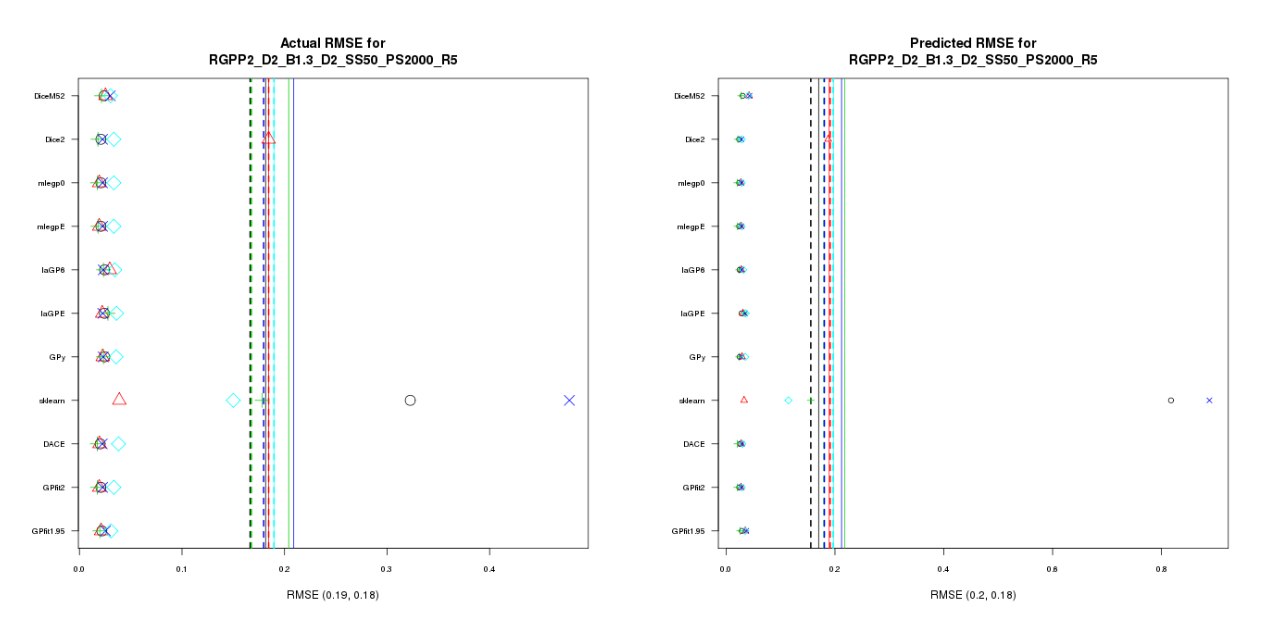 Actual RMSE for
RGPP2_D2_B1.3_D2_SS50_PS2000_R5
DiceM52
Dice2
mlegp0
mlegpE
laGP6
laGPE
GPy
sklearn
DACE
GPfit2
GPfit1.95
0.0 0.1 0.2 0.3 0.4
RMSE (0.19, 0.18)
Predicted RMSE for
RGPP2_D2_B1.3_D2_SS50_PS2000_R5
DiceM52
Dice2
mlegp0
mlegpE
laGP6
laGPE
GPy
sklearn
DACE
GPfit2
GPfit1.95
0.0 0.2 0.4 0.6 0.8
RMSE (0.2, 0.18)